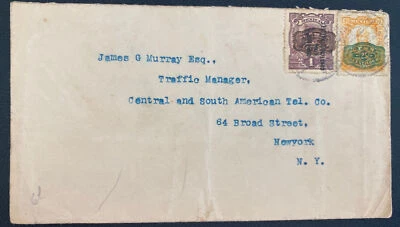 James G Murray Esq.,
Traffic Manager,
Central and South American Tel. Co.
64 Broad Street,
Newyork
N. Y.